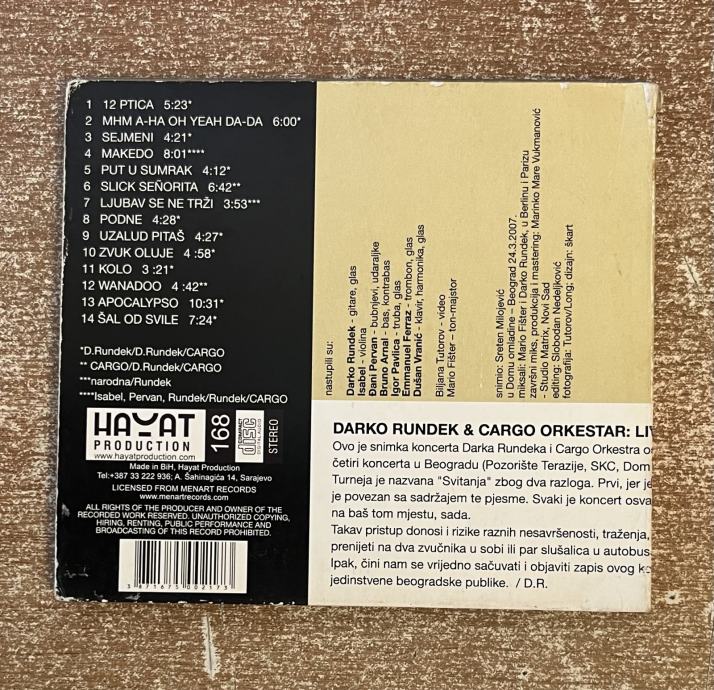 1 12 PTICA 5:23*
2 MHM A-HA OH YEAH DA-DA 6:00*
3 SEJMENI 4:21*
4 MAKEDO 8:01****
5 PUT U SUMRAK 4:12*
6 SLICK SEÑORITA 6:42**
7 LJUBAV SE NE TRŽI 3:53***
8 PODNE 4:28*
9 UZALUD PITAŠ 4:27*
10 ZVUK OLUJE 4:58*
11 KOLO 3:21*
12 WANADOO 4:42**
13 APOCALYPSO 10:31*
14 ŠAL OD SVILE 7:24*
*D.Rundek/D.Rundek/CARGO
** CARGO/D.Rundek/CARGO
***narodna/Rundek
****Isabel, Pervan, Rundek/Rundek/CARGO
HAYAT
PRODUCTION
www.hayatproduction.com
168
COMPACT
disc
DIGITAL AUDIO
STEREO
Made in BiH, Hayat Production
Tel:+387 33 222 936; A. Šahinagića 14, Sarajevo
LICENSED FROM MENART RECORDS
www.menartrecords.com
ALL RIGHTS OF THE PRODUCER AND OWNER OF THE
RECORDED WORK RESERVED. UNAUTHORIZED COPYING,
HIRING, RENTING, PUBLIC PERFORMANCE AND
BROADCASTING OF THIS RECORD PROHIBITED.
3 871675 002173
nastupili su:
Darko Rundek - gitare, glas
Isabel - violina
Đani Pervan - bubnjevi, udaraljke
Bruno Arnal - bas, kontrabas
Igor Pavlica - truba, glas
Emmanuel Ferraz - trombon, glas
Dušan Vranić - klavir, harmonika, glas
Biljana Tutorov - video
Mario Fišter – ton-majstor
snimio: Sreten Milojević
u Domu omladine – Beograd 24.3.2007.
miksali: Mario Fišter i Darko Rundek, u Berlinu i Parizu
završni miks, produkcija i mastering: Marinko Mare Vukmanović
- Studio Matrix, Novi Sad
editing: Slobodan Nedeljković
fotografija: Tutorov/Long; dizajn: škart
DARKO RUNDEK & CARGO ORKESTAR: LIV
Ovo je snimka koncerta Darka Rundeka i Cargo Orkestra o
četiri koncerta u Beogradu (Pozorište Terazije, SKC, Dom
Turneja je nazvana "Svitanja" zbog dva razloga. Prvi, jer je
je povezan sa sadržajem te pjesme. Svaki je koncert osva
na baš tom mjestu, sada.
Takav pristup donosi i rizike raznih nesavršenosti, traženja,
prenijeti na dva zvučnika u sobi ili par slušalica u autobus
Ipak, čini nam se vrijedno sačuvati i objaviti zapis ovog k
jedinstvene beogradske publike. / D.R.